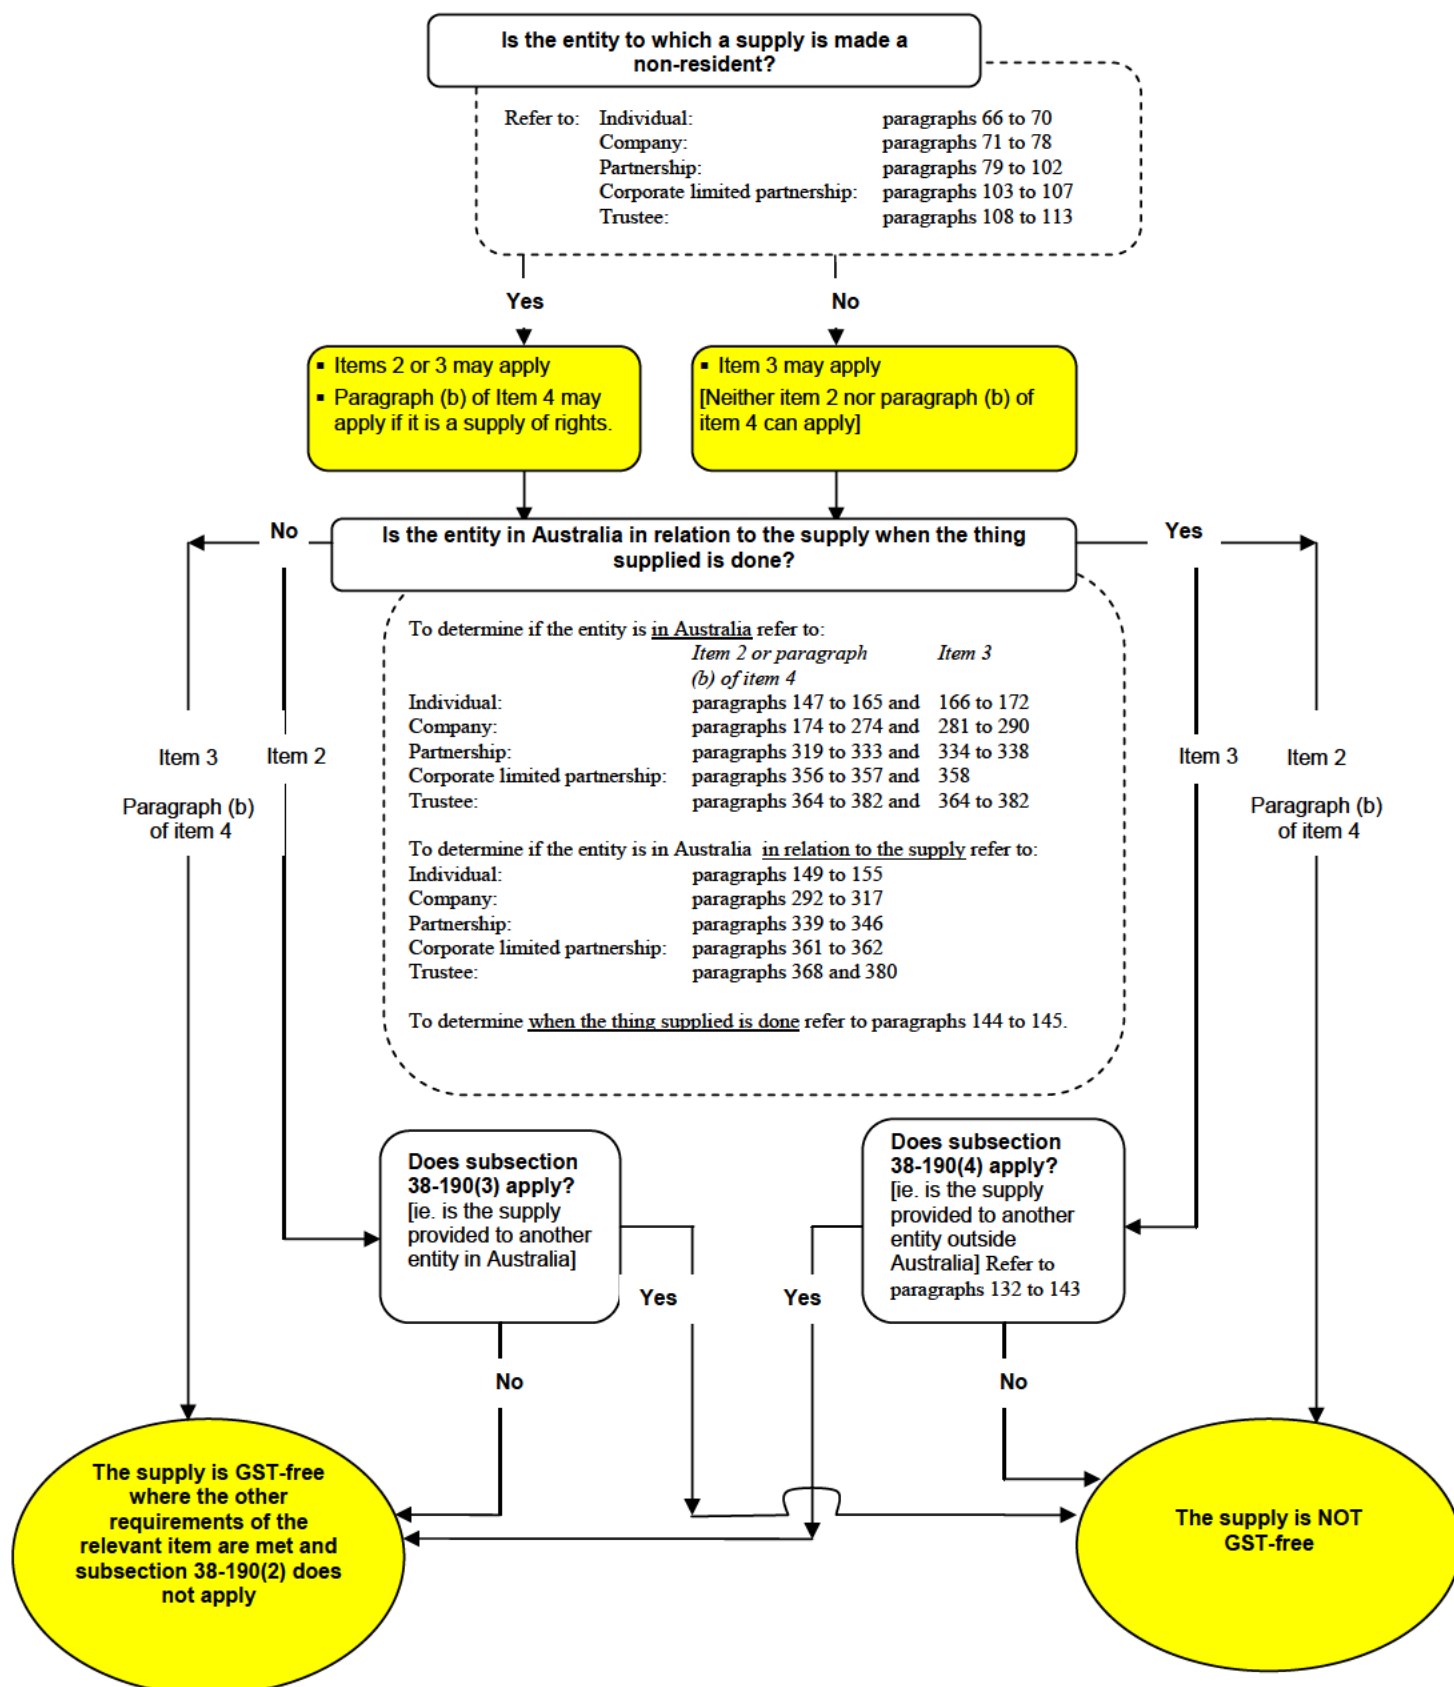 Is the entity to which a supply is made a
non-resident?
Refer to: Individual: paragraphs 66 to 70
Company: paragraphs 71 to 78
Partnership: paragraphs 79 to 102
Corporate limited partnership: paragraphs 103 to 107
Trustee: paragraphs 108 to 113
Yes
No
▪ Items 2 or 3 may apply
▪ Paragraph (b) of Item 4 may
apply if it is a supply of rights.
▪ Item 3 may apply
[Neither item 2 nor paragraph (b) of
item 4 can apply]
No
Is the entity in Australia in relation to the supply when the thing
supplied is done?
Yes
To determine if the entity is in Australia refer to:
Item 2 or paragraph Item 3
(b) of item 4
Individual: paragraphs 147 to 165 and 166 to 172
Company: paragraphs 174 to 274 and 281 to 290
Partnership: paragraphs 319 to 333 and 334 to 338
Corporate limited partnership: paragraphs 356 to 357 and 358
Trustee: paragraphs 364 to 382 and 364 to 382
Item 3
Paragraph (b)
of item 4
Item 2
Item 3
Item 2
Paragraph (b)
of item 4
To determine if the entity is in Australia in relation to the supply refer to:
Individual: paragraphs 149 to 155
Company: paragraphs 292 to 317
Partnership: paragraphs 339 to 346
Corporate limited partnership: paragraphs 361 to 362
Trustee: paragraphs 368 and 380
To determine when the thing supplied is done refer to paragraphs 144 to 145.
Does subsection
38-190(3) apply?
[ie. is the supply
provided to another
entity in Australia]
Does subsection
38-190(4) apply?
[ie. is the supply
provided to another
entity outside
Australia] Refer to
paragraphs 132 to 143
Yes
Yes
No
No
The supply is GST-free
where the other
requirements of the
relevant item are met and
subsection 38-190(2) does
not apply
The supply is NOT
GST-free